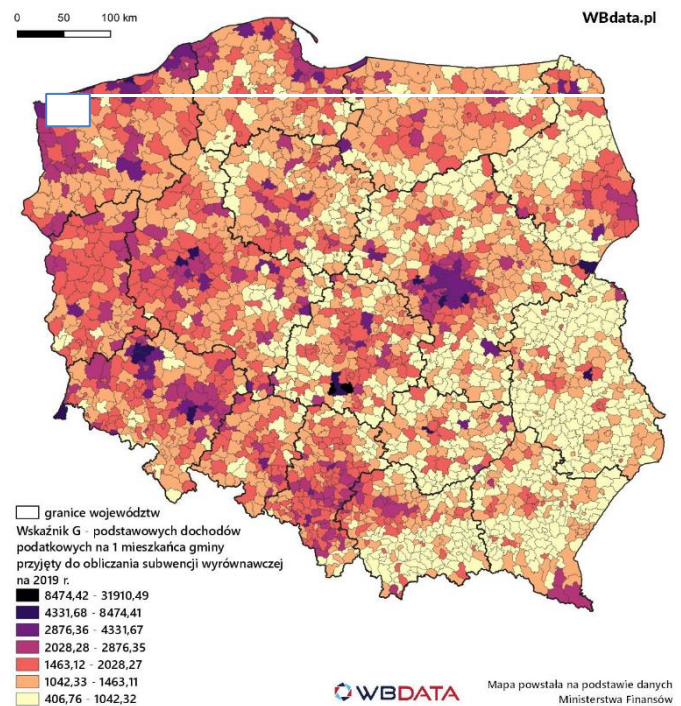 0 50 100 km
WBdata.pl
granice województw
Wskaźnik G - podstawowych dochodów
podatkowych na 1 mieszkańca gminy
przyjęty do obliczania subwencji wyrównawczej
na 2019 r.
8474,42 - 31910,49
4331,68 - 8474,41
2876,36 - 4331,67
2028,28 - 2876,35
1463,12 - 2028,27
1042,33 - 1463,11
406,76 - 1042,32
WBDATA
Mapa powstała na podstawie danych
Ministerstwa Finansów